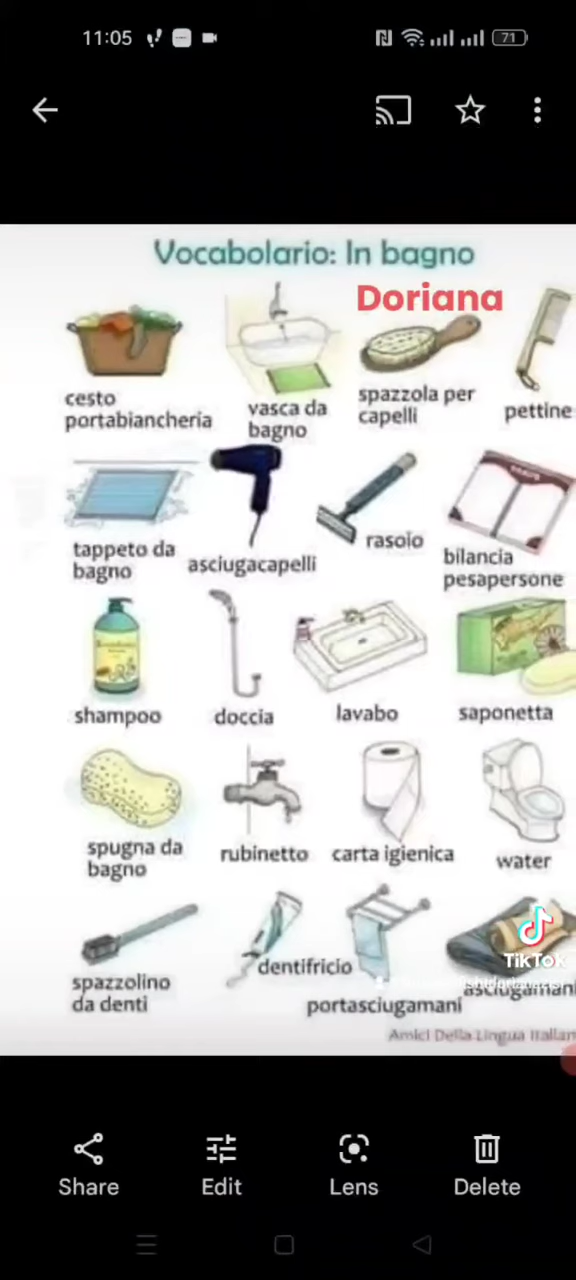 11:05
71
Vocabolario: In bagno
Doriana
cesto
portabiancheria
vasca da
bagno
spazzola per
capelli
pettine
tappeto da
bagno
asciugacapelli
rasoio
bilancia
pesapersone
shampoo
doccia
lavabo
saponetta
spugna da
bagno
rubinetto
carta igienica
water
spazzolino
da denti
dentifricio
portasciugamani
asciugamani
TikTok
Amici Della Lingua Italian
Share
Edit
Lens
Delete